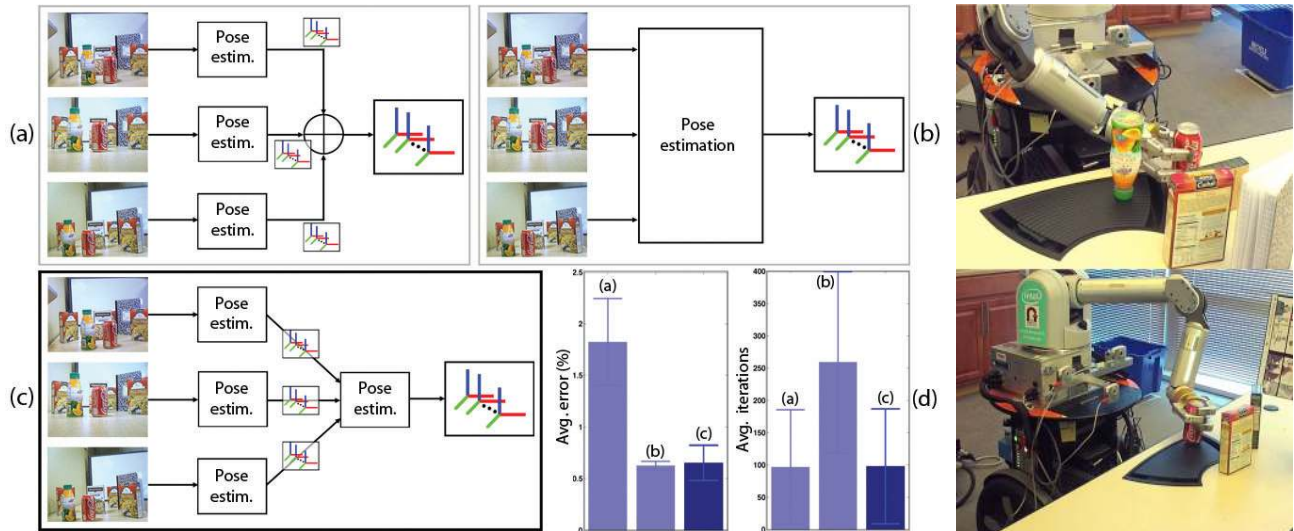 (a)
Pose
estim.
Pose
estim.
Pose
estim.
Pose
estimation
(b)
(c)
Pose
estim.
Pose
estim.
Pose
estim.
Pose
estim.
Avg. error (%)
2.5
2
1.5
1
0.5
0
(a)
(b)
(c)
Avg. iterations
400
350
300
250
200
150
100
50
0
(a)
(b)
(c)
(d)